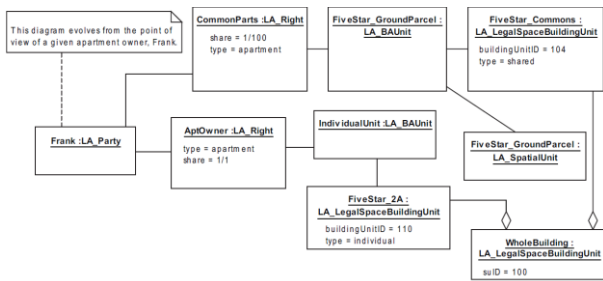 This diagram evolves from the point of
view of a given apartment owner, Frank.
CommonParts :LA_Right
share = 1/100
type = apartment
FiveStar_GroundParcel :
LA_BAUnit
FiveStar_Commons :
LA_LegalSpaceBuildingUnit
buildingUnitID = 104
type = shared
Frank :LA_Party
AptOwner :LA_Right
type = apartment
share = 1/1
IndividualUnit :LA_BAUnit
FiveStar_GroundParcel :
LA_SpatialUnit
FiveStar_2A :
LA_LegalSpaceBuildingUnit
buildingUnitID = 110
type = individual
WholeBuilding :
LA_LegalSpaceBuildingUnit
suID = 100